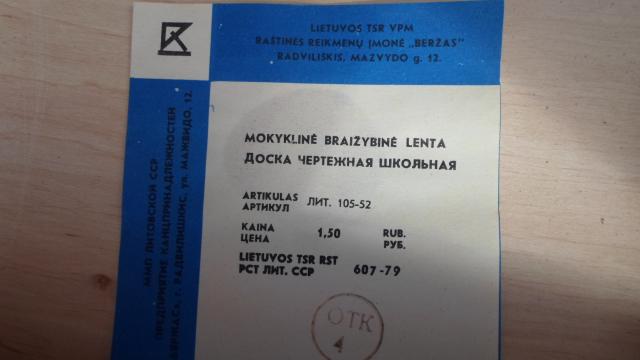 LIETUVOS TSR VPM
RAŠTINĖS REIKMENŲ ĮMONĖ „BERŽAS"
RADVILIŠKIS, MAŽVYDO g. 12.
MOKYKLINĖ BRAIŽYBINĖ LENTA
ДОСКА ЧЕРТЕЖНАЯ ШКОЛЬНАЯ
ARTIKULAS
АРТИКУЛ ЛИТ. 105-52
KAINA
ЦЕНА 1,50 RUB.
РУБ.
LIETUVOS TSR RST
РСТ ЛИТ. ССР 607-79
ОТК
4
ММП ЛИТОВСКОЙ ССР
ПРЕДПРИЯТИЕ КАНЦПРИНАДЛЕЖНОСТЕЙ
г. РАДВИЛИШКИС, ул. МАЖВИДО, 12.